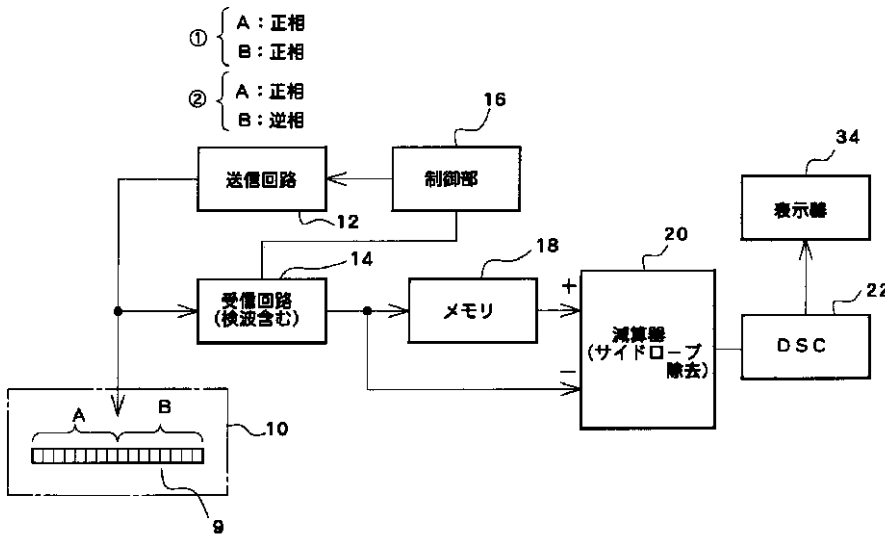 ① A：正相
B：正相
② A：正相
B：逆相
16
34
送信回路
制御部
表示器
12
14
18
20
22
受信回路
(検波含む)
メモリ
+
−
減算器
(サイドローブ
除去)
DSC
A
B
10
9